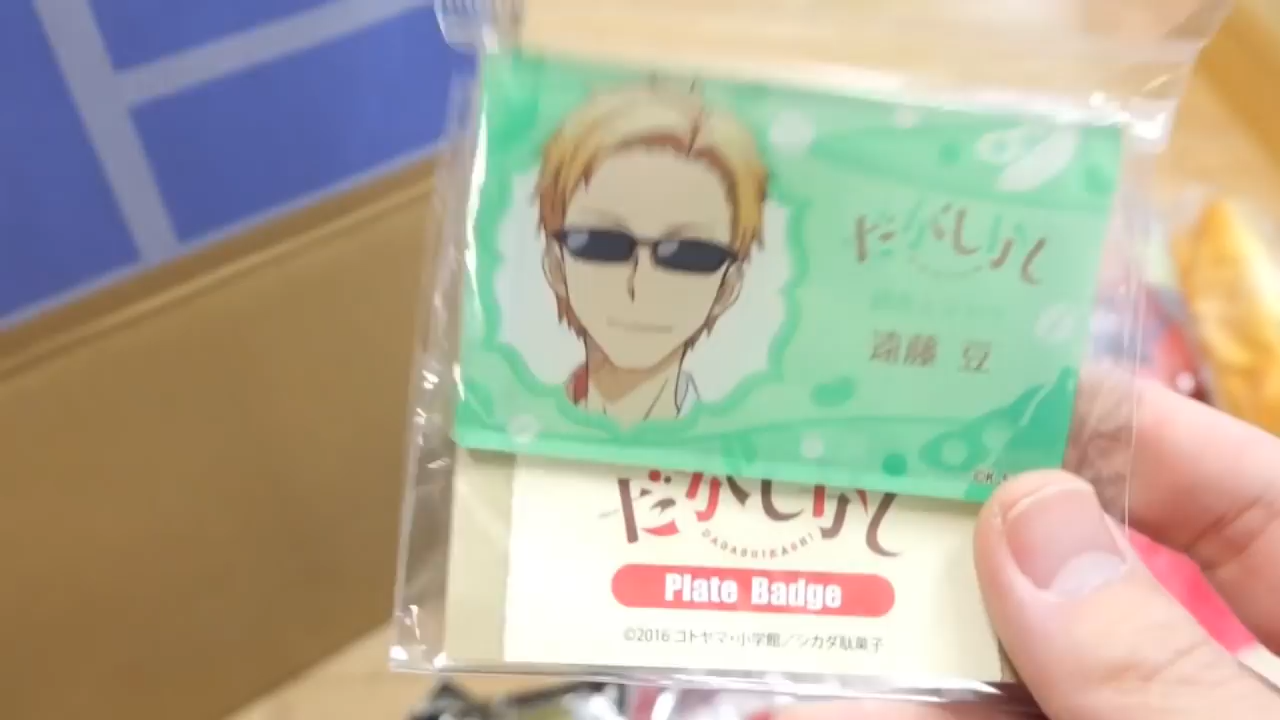 だがしかし
遠藤 豆
©K
だがしかし
DAGASHIKASHI
Plate Badge
©2016 コトヤマ・小学館／シカダ駄菓子